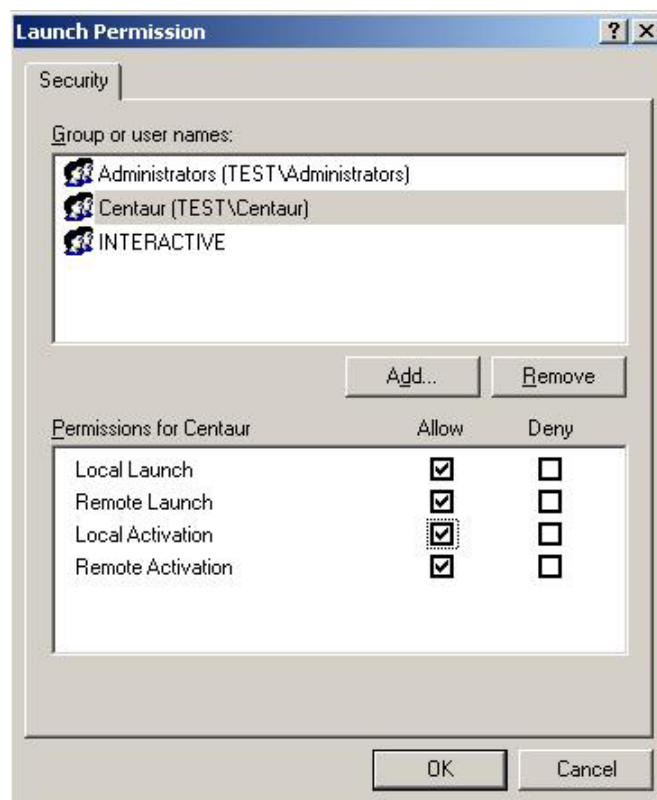 Launch Permission
Security
Group or user names:
Administrators (TEST\Administrators)
Centaur (TEST\Centaur)
INTERACTIVE
Add... Remove
Permissions for Centaur Allow Deny
Local Launch
Remote Launch
Local Activation
Remote Activation
OK Cancel